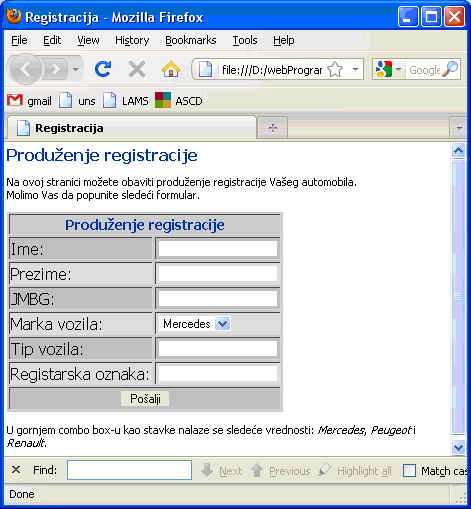 Registracija - Mozilla Firefox
File Edit View History Bookmarks Tools Help
file:///D:/webPrograr Google
gmail uns LAMS ASCD
Registracija
Produženje registracije
Na ovoj stranici možete obaviti produženje registracije Vašeg automobila.
Molimo Vas da popunite sledeći formular.
Produženje registracije
Ime:
Prezime:
JMBG:
Marka vozila: Mercedes
Tip vozila:
Registarska oznaka:
Pošalji
U gornjem combo box-u kao stavke nalaze se sledeće vrednosti: Mercedes, Peugeot i
Renault.
Find: Next Previous Highlight all Match cas
Done